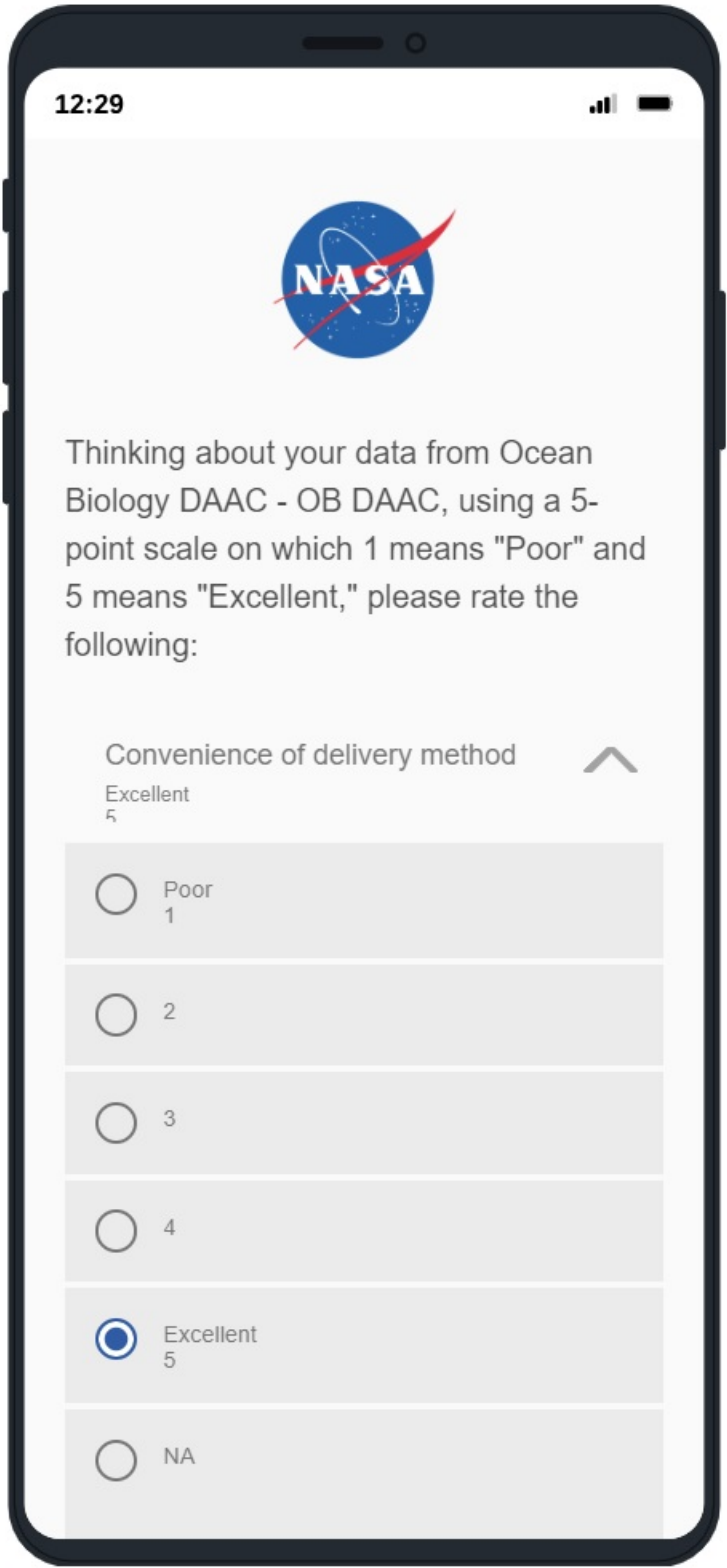 12:29
NASA
Thinking about your data from Ocean
Biology DAAC - OB DAAC, using a 5-
point scale on which 1 means "Poor" and
5 means "Excellent," please rate the
following:
Convenience of delivery method
Excellent
5
Poor
1
2
3
4
Excellent
5
NA